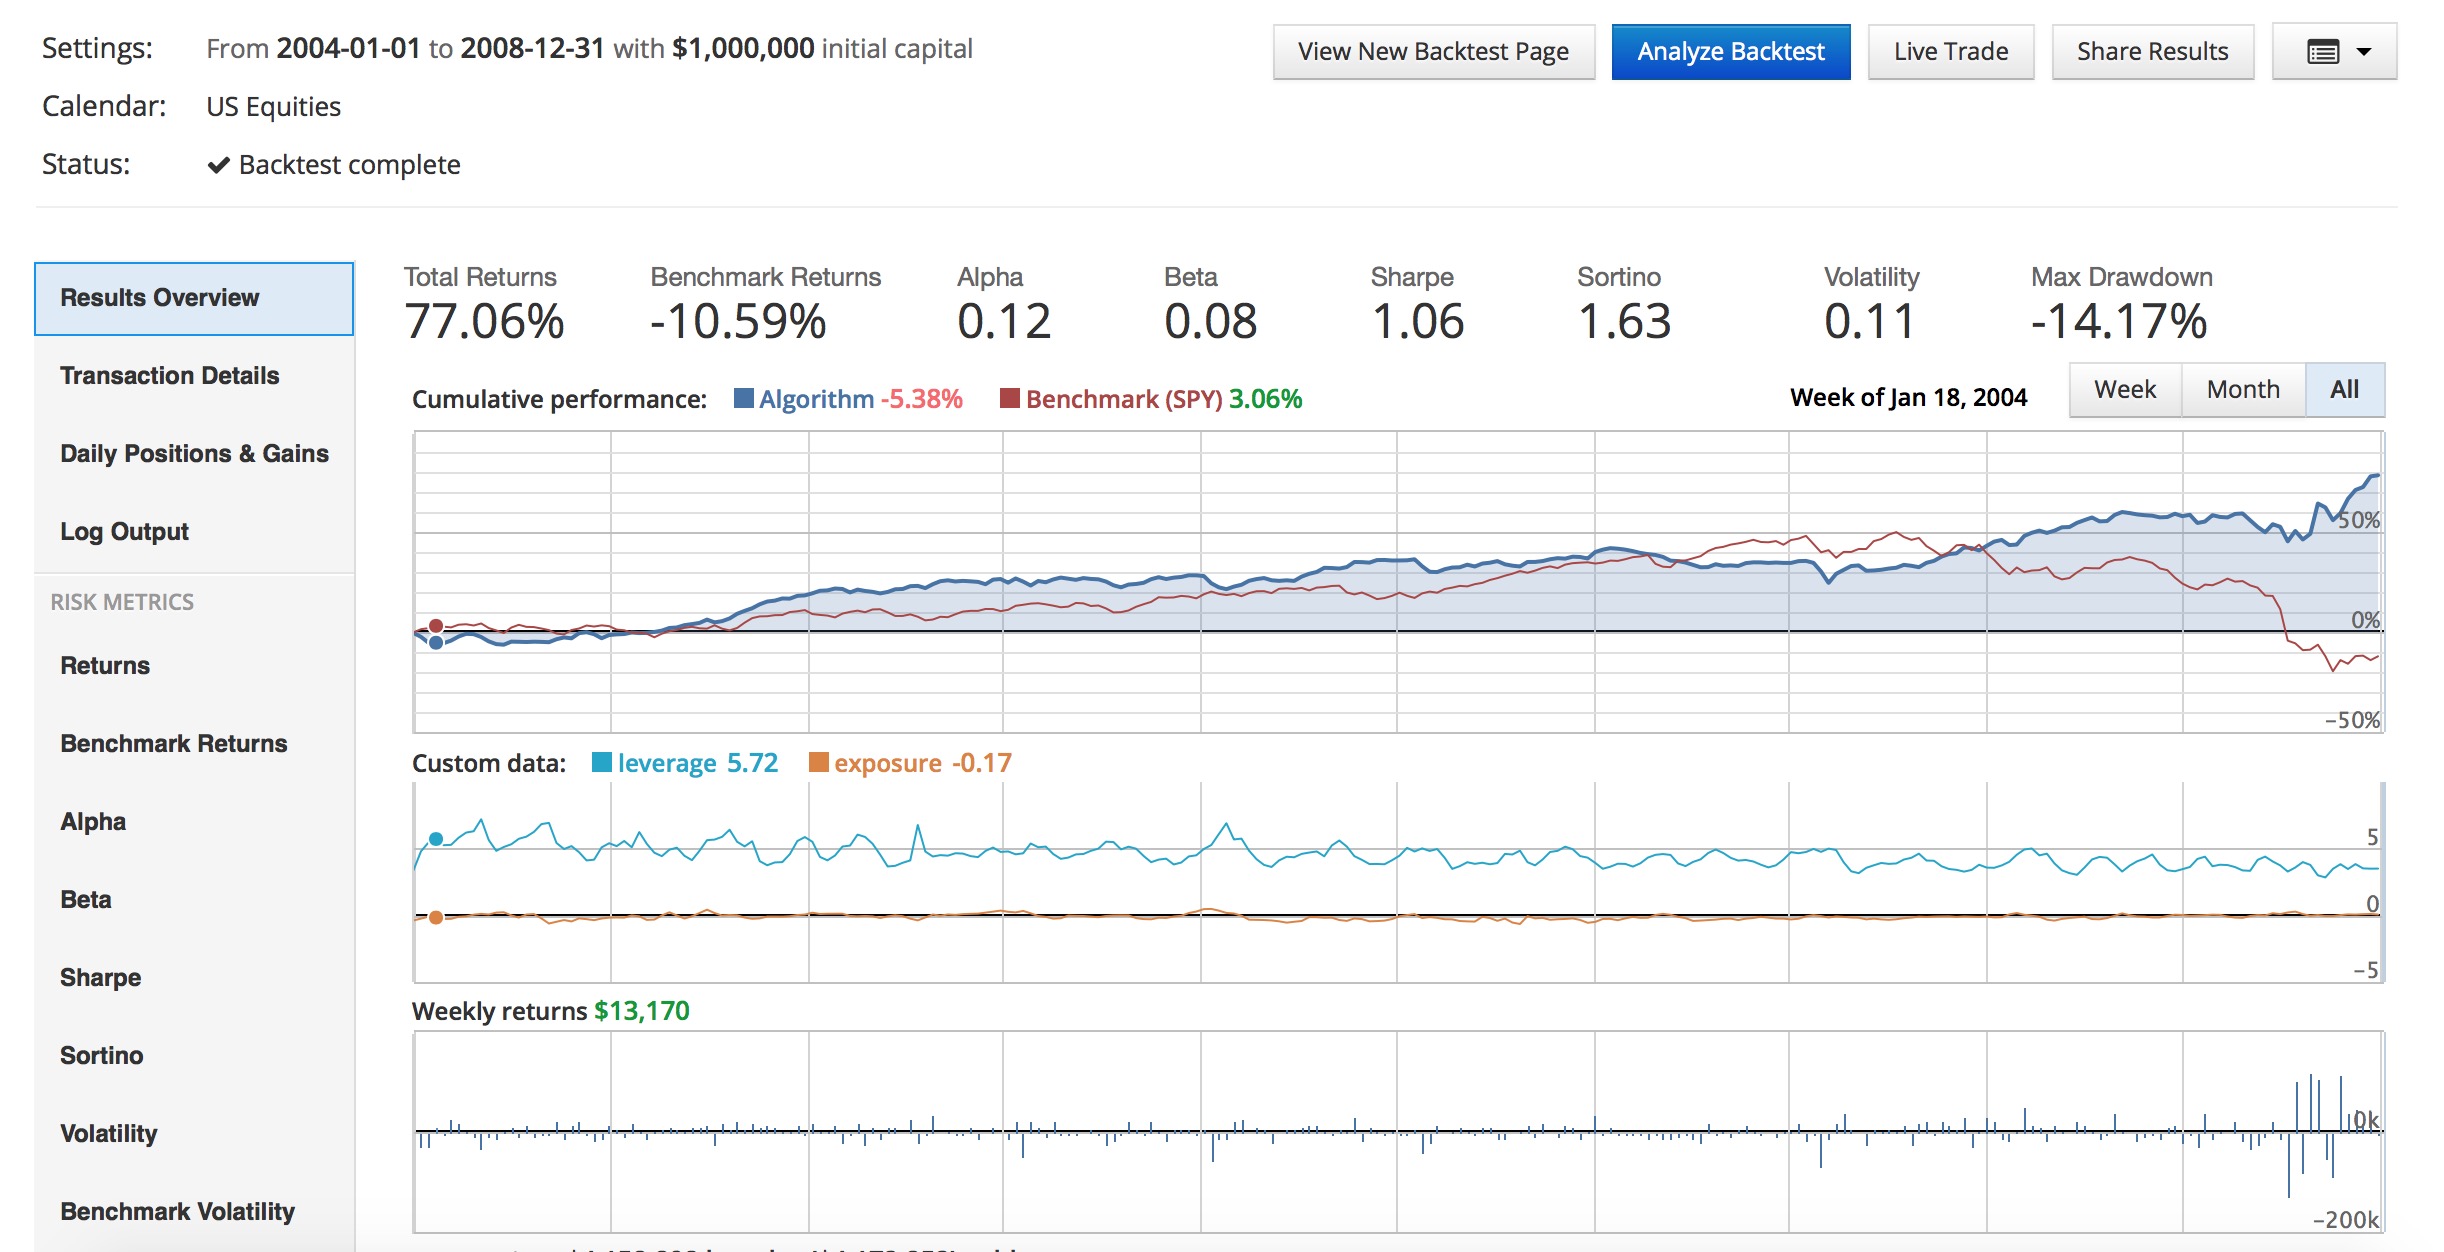 Settings: From 2004-01-01 to 2008-12-31 with $1,000,000 initial capital
View New Backtest Page
Analyze Backtest
Live Trade
Share Results
Calendar: US Equities
Status: Backtest complete
Results Overview
Transaction Details
Daily Positions & Gains
Log Output
RISK METRICS
Returns
Benchmark Returns
Alpha
Beta
Sharpe
Sortino
Volatility
Benchmark Volatility
Total Returns
77.06%
Benchmark Returns
-10.59%
Alpha
0.12
Beta
0.08
Sharpe
1.06
Sortino
1.63
Volatility
0.11
Max Drawdown
-14.17%
Cumulative performance: Algorithm -5.38% Benchmark (SPY) 3.06%
Week of Jan 18, 2004
Week
Month
All
50%
0%
-50%
Custom data: leverage 5.72 exposure -0.17
5
0
-5
Weekly returns $13,170
0k
-200k